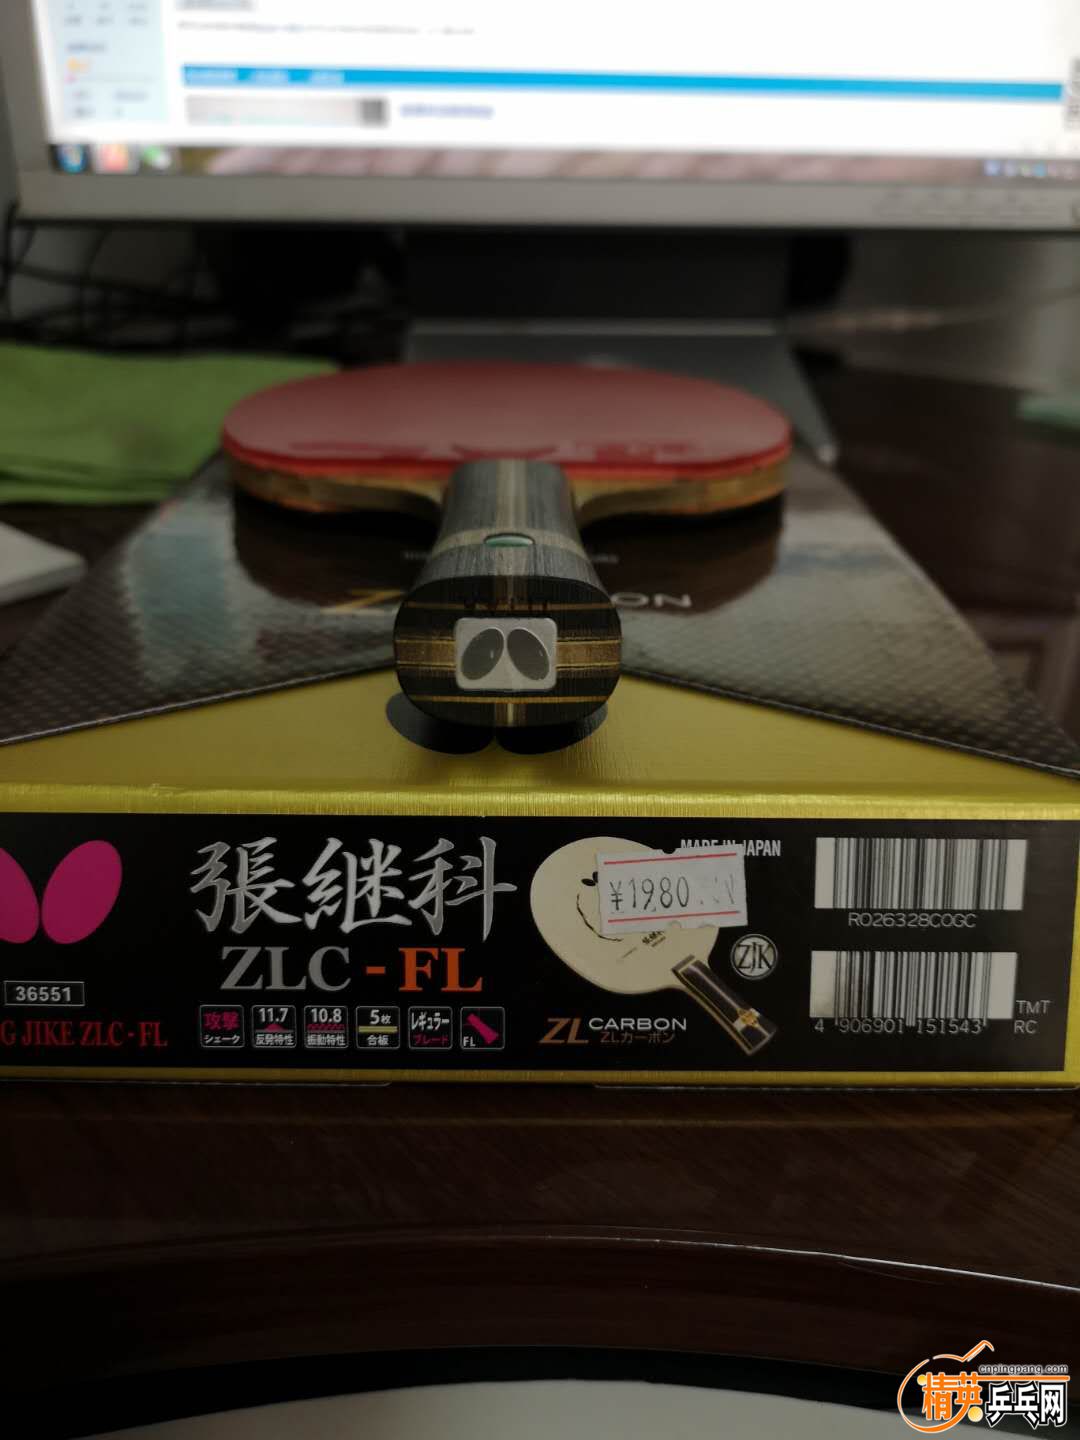 ON
張継科
ZLC-FL
36551
G JIKE ZLC-FL
攻撃
シェーク
11.7
反発特性
10.8
振動特性
5枚
合板
レギュラー
ブレード
FL
MADE IN JAPAN
¥1980
ZJK
ZL CARBON
ZLカーボン
R026328C0GC
4 906901 151543
TMT
RC
cnpingpang.com
精英乒乓网